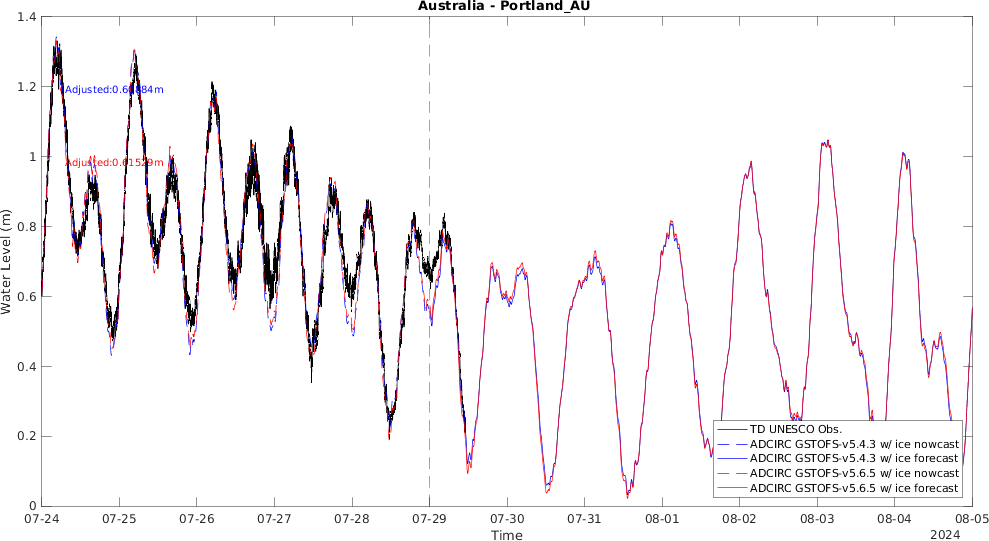 Australia - Portland_AU
1.4
1.2
1
0.8
0.6
0.4
0.2
0
Water Level (m)
Adjusted:0.61529m
TD UNESCO Obs.
ADCIRC GSTOFS-v5.4.3 w/ ice nowcast
ADCIRC GSTOFS-v5.4.3 w/ ice forecast
ADCIRC GSTOFS-v5.6.5 w/ ice nowcast
ADCIRC GSTOFS-v5.6.5 w/ ice forecast
07-24 07-25 07-26 07-27 07-28 07-29 07-30 07-31 08-01 08-02 08-03 08-04 08-05
Time
2024